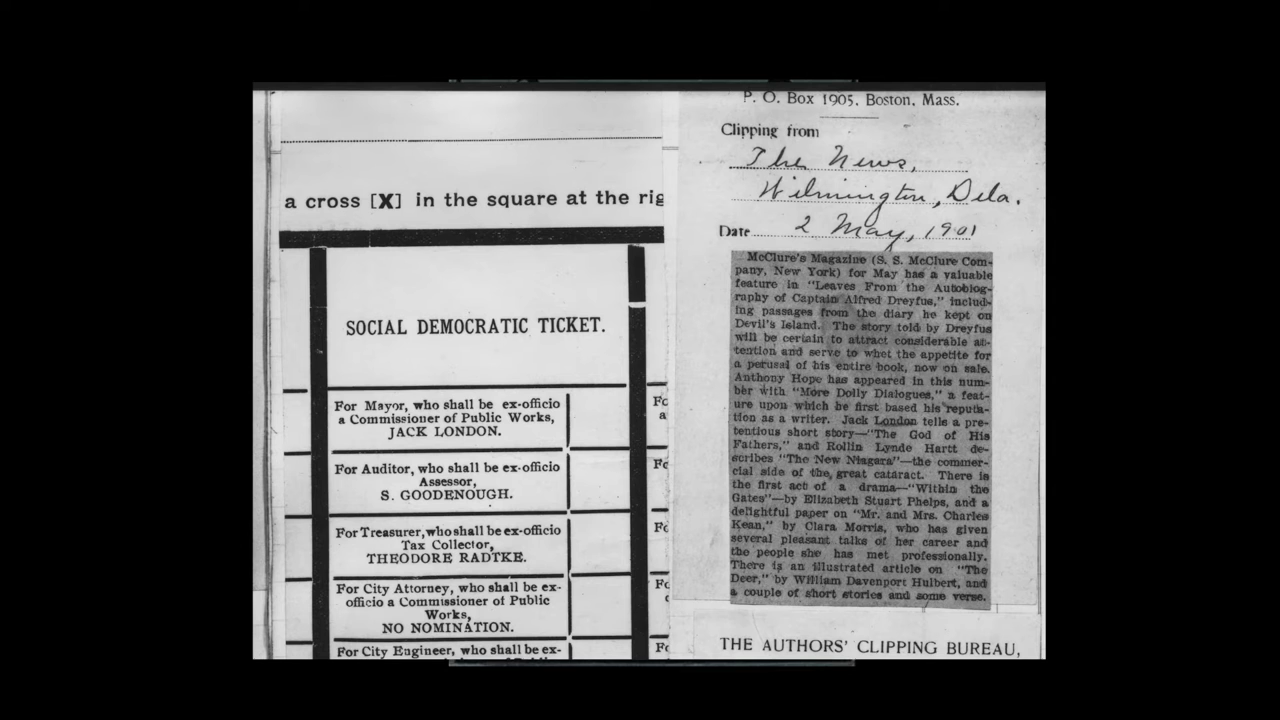 a cross [X] in the square at the rig
SOCIAL DEMOCRATIC TICKET.
For Mayor, who shall be ex-officio
a Commissioner of Public Works,
JACK LONDON.
For Auditor, who shall be ex-officio
Assessor,
S. GOODENOUGH.
For Treasurer, who shall be ex-officio
Tax Collector,
THEODORE RADTKE.
For City Attorney, who shall be ex-
officio a Commissioner of Public
Works,
NO NOMINATION.
For City Engineer, who shall be ex-
P. O. Box 1905, Boston, Mass.
Clipping from
The News,
Wilmington, Dela.
Date 2 May, 1901
McClure's Magazine (S. S. McClure Com-
pany, New York) for May has a valuable
feature in "Leaves From the Autobiog-
raphy of Captain Alfred Dreyfus," includ-
ing passages from the diary he kept on
Devil's Island. The story told by Dreyfus
will be certain to attract considerable at-
tention and serve to whet the appetite for
a perusal of his entire book, now on sale.
Anthony Hope has appeared in this num-
ber with "More Dolly Dialogues," a feat-
ure upon which he first based his reputa-
tion as a writer. Jack London tells a pre-
tentious short story—"The God of His
Fathers," and Rollin Lynde Hartt de-
scribes "The New Niagara"—the commer-
cial side of the great cataract. There is
the first act of a drama—"Within the
Gates"—by Elizabeth Stuart Phelps, and a
delightful paper on "Mr. and Mrs. Charles
Kean," by Clara Morris, who has given
several pleasant talks of her career and
the people she has met professionally.
There is an illustrated article on "The
Deer," by William Davenport Hulbert, and
a couple of short stories and some verse.
THE AUTHORS' CLIPPING BUREAU,